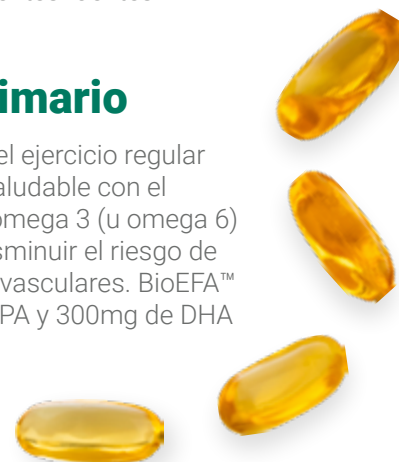 imario
el ejercicio regular
aludable con el
omega 3 (u omega 6)
sminuir el riesgo de
vasculares. BioEFA™
PA y 300mg de DHA